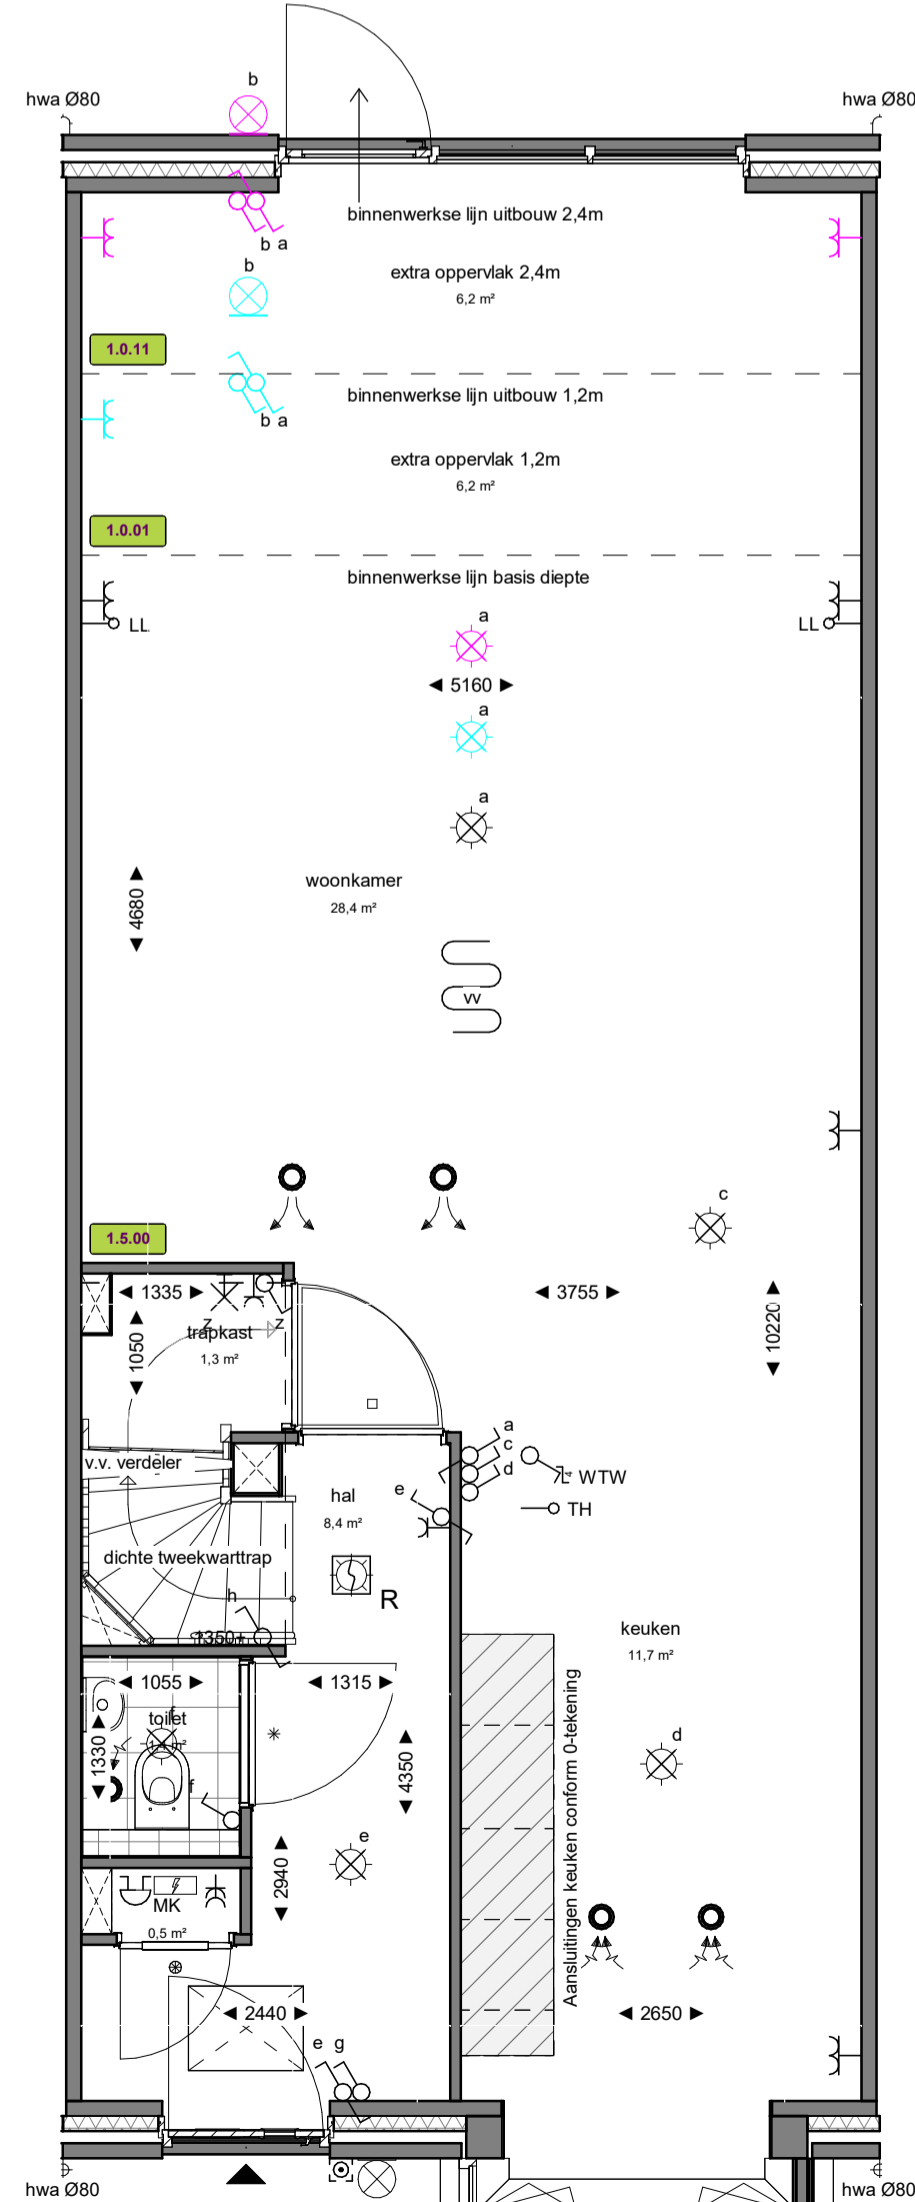 b
hwa Ø80
hwa Ø80
binnenwerkse lijn uitbouw 2,4m
b a
b
extra oppervlak 2,4m
6,2 m²
1.0.11
binnenwerkse lijn uitbouw 1,2m
b a
extra oppervlak 1,2m
6,2 m²
1.0.01
binnenwerkse lijn basis diepte
LL
a
LL
5160
a
a
woonkamer
28,4 m²
4680
vv
c
1.5.00
1335
3755
10220
z
z
trapkast
1,3 m²
1050
a
c
d
v.v. verdeler
WTW
e
hal
8,4 m²
TH
dichte tweekwarttrap
h
R
1350+
keuken
11,7 m²
1055
1315
f
toilet
1330
f
4350
d
Aansluitingen keuken conform 0-tekening
e
2940
MK
0,5 m²
2440
2650
e g
hwa Ø80
hwa Ø80